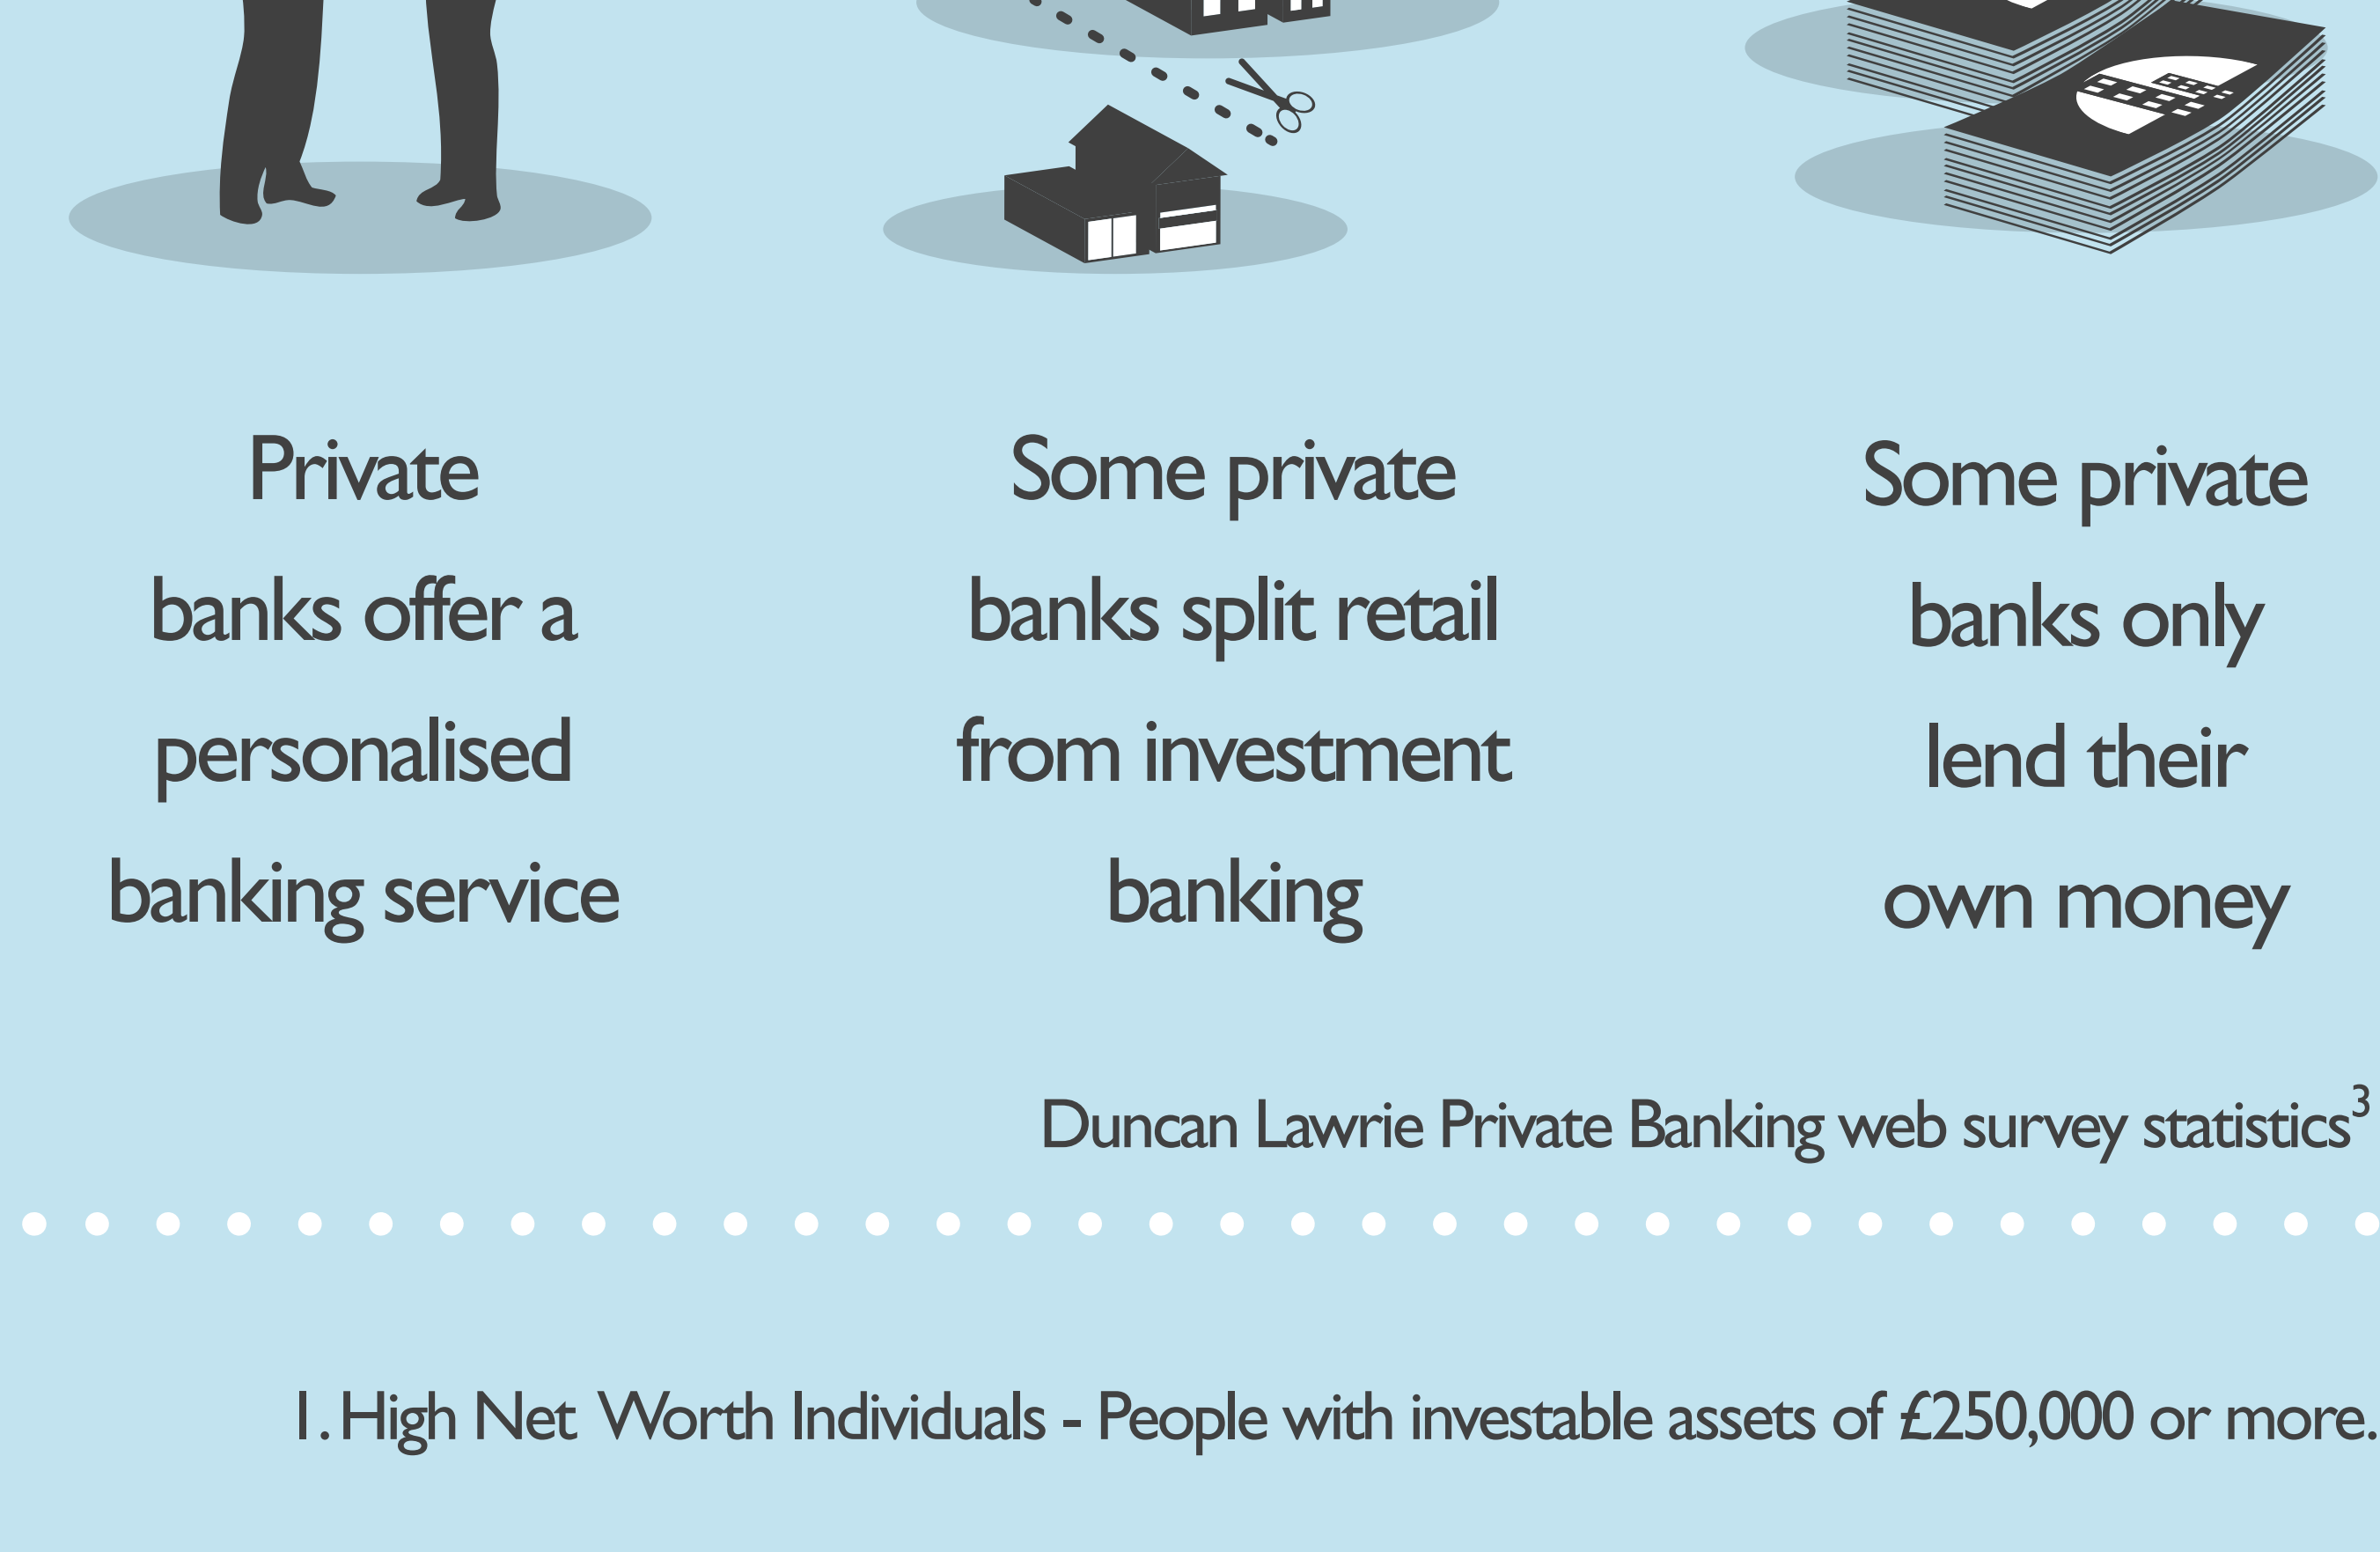 Private
banks offer a
personalised
banking service
Some private
banks split retail
from investment
banking
Some private
banks only
lend their
own money
Duncan Lawrie Private Banking web survey statistics³
1. High Net Worth Individuals - People with investable assets of £250,000 or more.